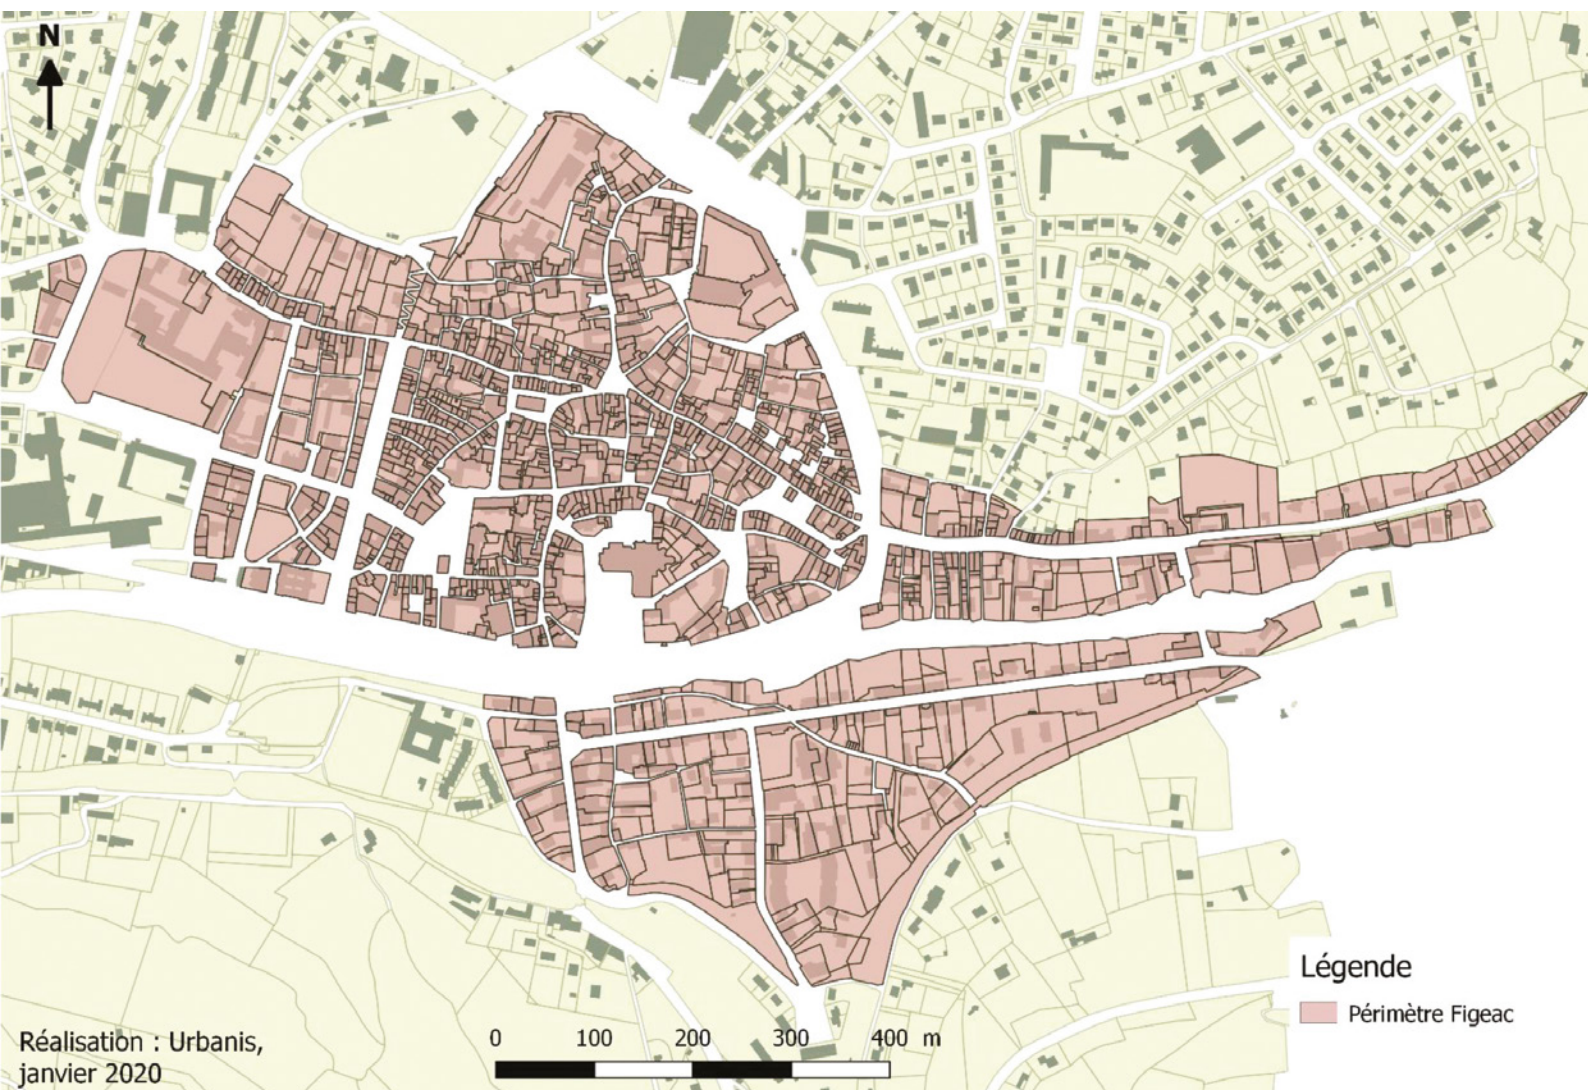 N
Légende
Périmètre Figeac
Réalisation : Urbanis,
janvier 2020
0 100 200 300 400 m